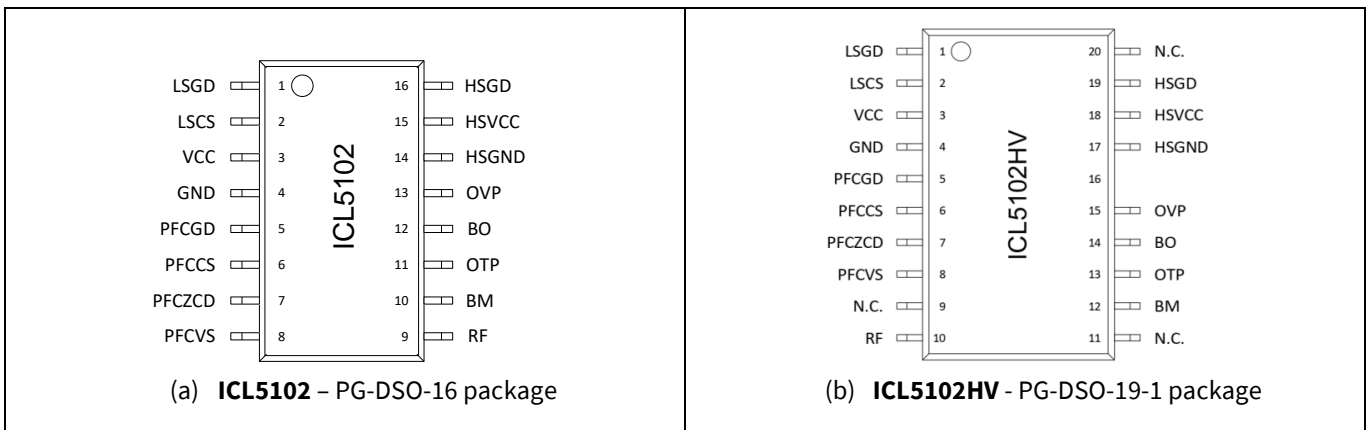 LSGD 1 16 HSGD
LSCS 2 15 HSVCC
VCC 3 14 HSGND
GND 4 13 OVP
PFCGD 5 12 BO
PFCCS 6 11 OTP
PFCZCD 7 10 BM
PFCVS 8 9 RF
ICL5102
(a) ICL5102 – PG-DSO-16 package
LSGD 1 20 N.C.
LSCS 2 19 HSGD
VCC 3 18 HSVCC
GND 4 17 HSGND
PFCGD 5 16
PFCCS 6 15 OVP
PFCZCD 7 14 BO
PFCVS 8 13 OTP
N.C. 9 12 BM
RF 10 11 N.C.
ICL5102HV
(b) ICL5102HV - PG-DSO-19-1 package